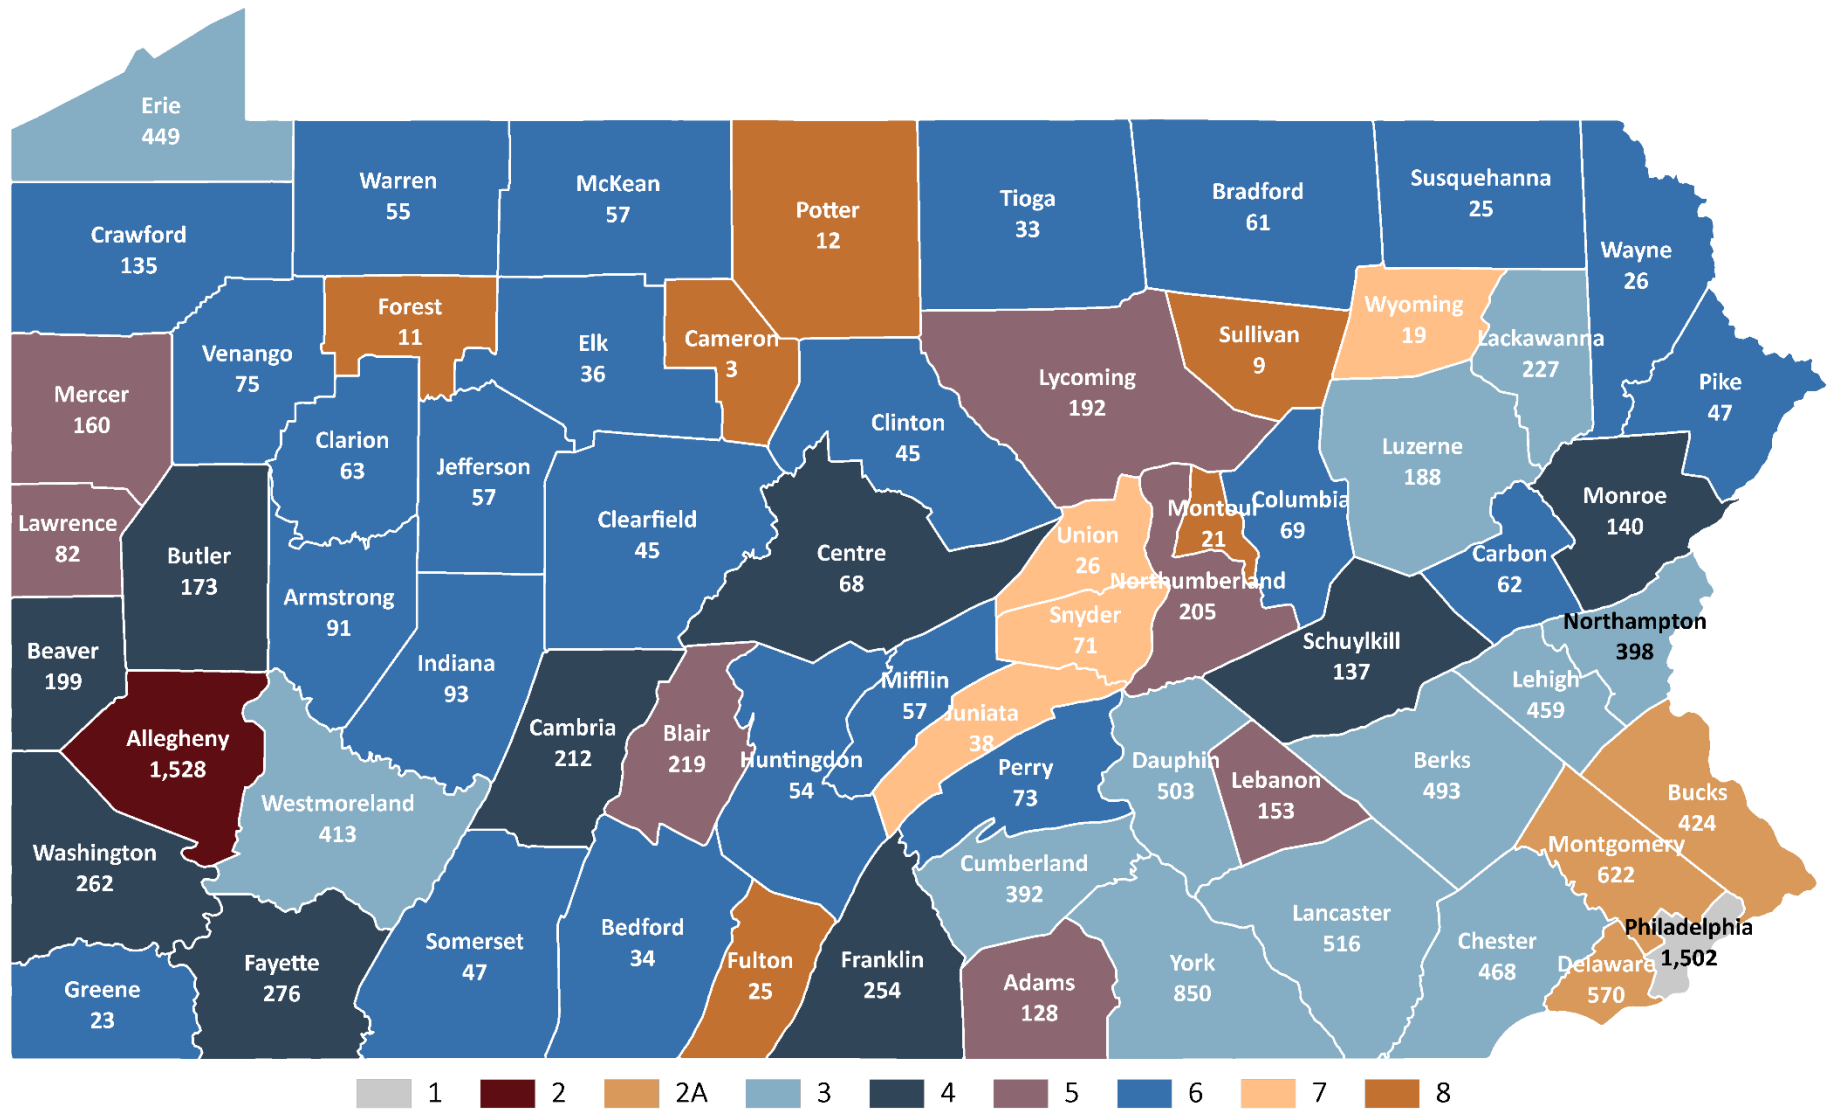 Erie
449
Warren
55
McKean
57
Potter
12
Tioga
33
Bradford
61
Susquehanna
25
Wayne
26
Crawford
135
Forest
11
Cameron
3
Sullivan
9
Wyoming
19
Lackawanna
227
Pike
47
Venango
75
Elk
36
Mercer
160
Lycoming
192
Clinton
45
Clarion
63
Jefferson
57
Luzerne
188
Monroe
140
Lawrence
82
Butler
173
Clearfield
45
Centre
68
Union
26
Montour
21
Columbia
69
Carbon
62
Armstrong
91
Northumberland
205
Snyder
71
Northampton
398
Beaver
199
Indiana
93
Schuylkill
137
Lehigh
459
Mifflin
57
Juniata
38
Allegheny
1,528
Cambria
212
Blair
219
Huntingdon
54
Perry
73
Dauphin
503
Lebanon
153
Berks
493
Bucks
424
Westmoreland
413
Washington
262
Cumberland
392
Montgomery
622
Lancaster
516
Philadelphia
1,502
Chester
468
Delaware
570
Somerset
47
Bedford
34
Fulton
25
Franklin
254
Adams
128
York
850
Fayette
276
Greene
23
1 2 2A 3 4 5 6 7 8